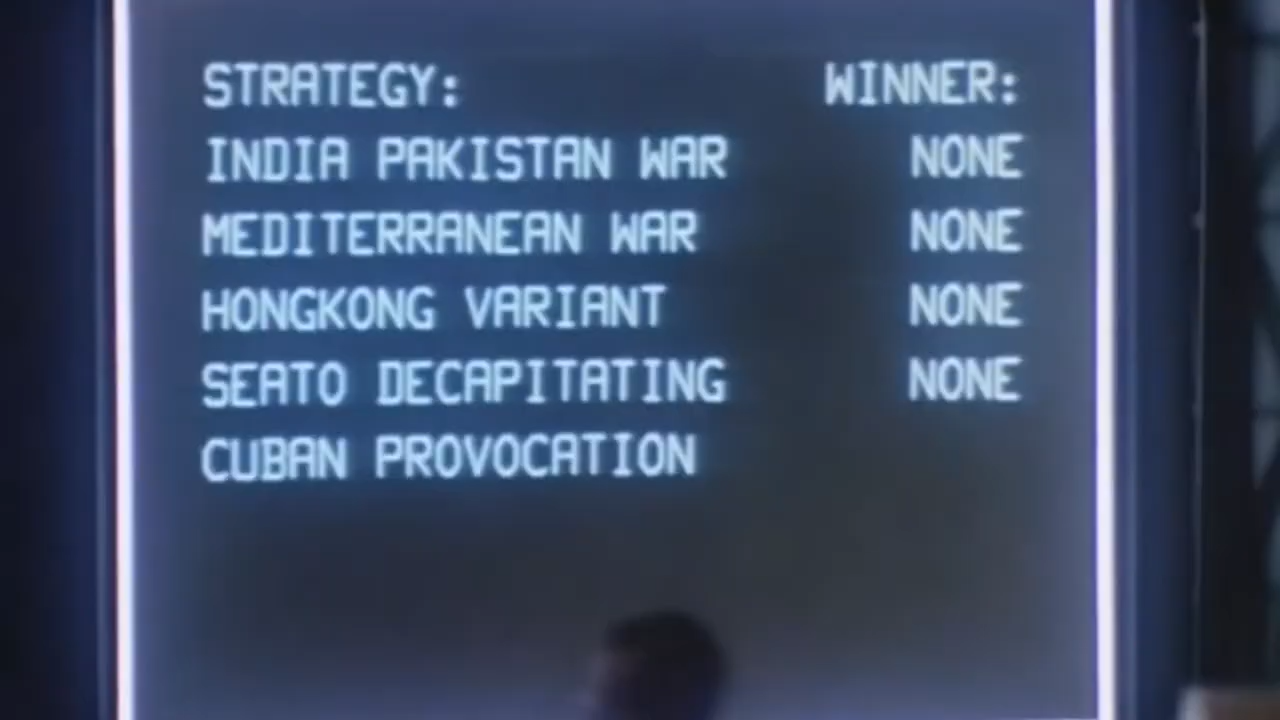 STRATEGY: WINNER:
INDIA PAKISTAN WAR NONE
MEDITERRANEAN WAR NONE
HONGKONG VARIANT NONE
SEATO DECAPITATING NONE
CUBAN PROVOCATION